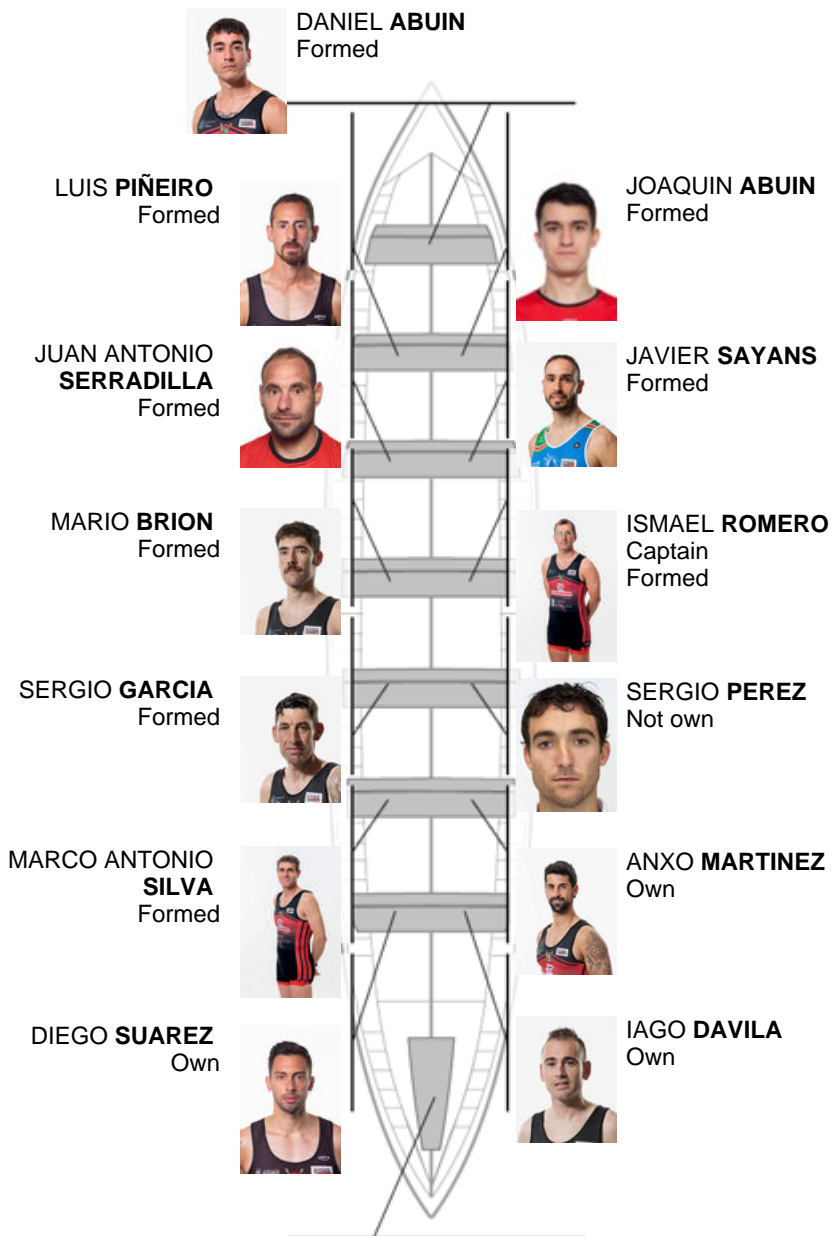 DANIEL ABUIN
Formed
LUIS PIÑEIRO
Formed
JOAQUIN ABUIN
Formed
JUAN ANTONIO
SERRADILLA
Formed
JAVIER SAYANS
Formed
MARIO BRION
Formed
ISMAEL ROMERO
Captain
Formed
SERGIO GARCIA
Formed
SERGIO PEREZ
Not own
MARCO ANTONIO
SILVA
Formed
ANXO MARTINEZ
Own
DIEGO SUAREZ
Own
IAGO DAVILA
Own